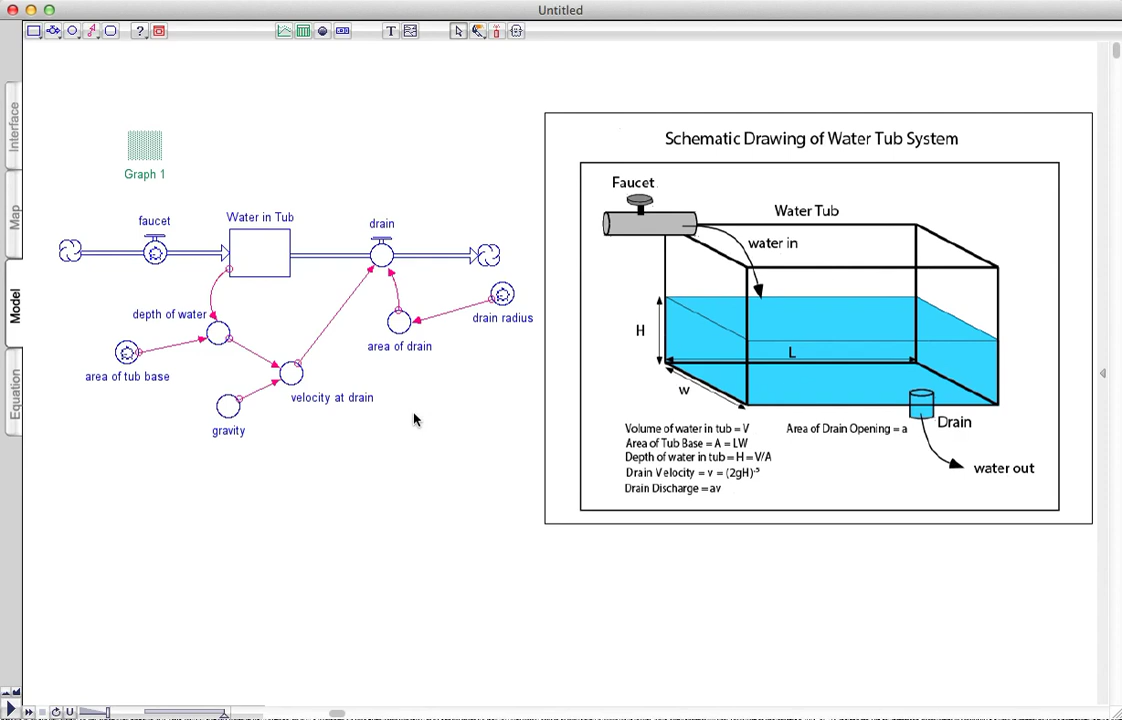 Untitled
?
T
Interface
Map
Model
Equation
Graph 1
faucet
Water in Tub
drain
depth of water
drain radius
area of drain
area of tub base
velocity at drain
gravity
U
Schematic Drawing of Water Tub System
Faucet
Water Tub
water in
H
L
w
Drain
water out
Volume of water in tub = V
Area of Tub Base = A = LW
Depth of water in tub = H = V/A
Drain Velocity = v = (2gH)^.5
Drain Discharge = av
Area of Drain Opening = a